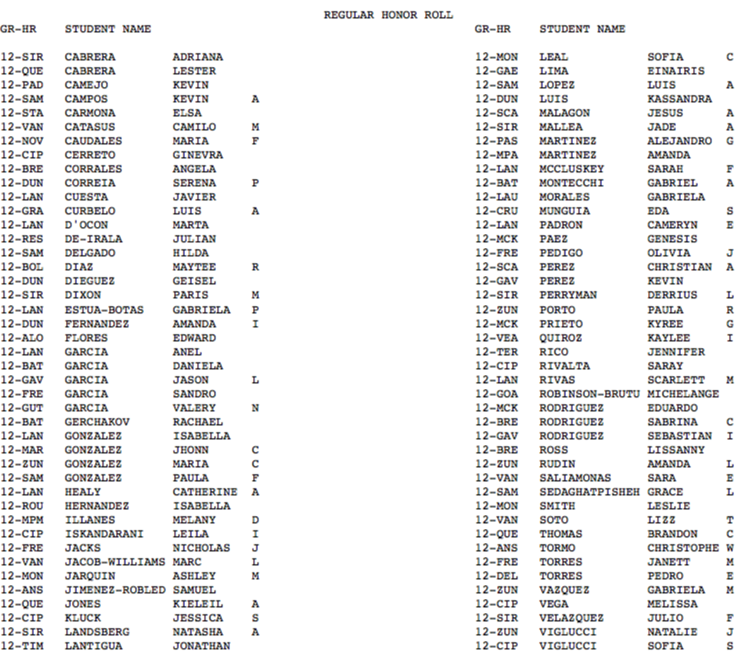 REGULAR HONOR ROLL
GR-HR STUDENT NAME
12-SIR CABRERA ADRIANA
12-QUE CABRERA LESTER
12-PAD CAMEJO KEVIN
12-SAM CAMPOS KEVIN A
12-STA CARMONA ELSA
12-VAN CATASUS CAMILO M
12-NOV CAUDALES MARIA F
12-CIP CERRETO GINEVRA
12-BRE CORRALES ANGELA
12-DUN CORREIA SERENA P
12-LAN CUESTA JAVIER
12-GRA CURBELO LUIS A
12-LAN D'OCON MARTA
12-RES DE-IRALA JULIAN
12-SAM DELGADO HILDA
12-BOL DIAZ MAYTEE R
12-DUN DIEGUEZ GEISEL
12-SIR DIXON PARIS M
12-LAN ESTUA-BOTAS GABRIELA P
12-DUN FERNANDEZ AMANDA I
12-ALO FLORES EDWARD
12-LAN GARCIA ANEL
12-BAT GARCIA DANIELA
12-GAV GARCIA JASON L
12-FRE GARCIA SANDRO
12-GUT GARCIA VALERY N
12-BAT GERCHAKOV RACHAEL
12-LAN GONZALEZ ISABELLA
12-MAR GONZALEZ JHONN C
12-ZUN GONZALEZ MARIA C
12-SAM GONZALEZ PAULA F
12-LAN HEALY CATHERINE A
12-ROU HERNANDEZ ISABELLA
12-MPM ILLANES MELANY D
12-CIP ISKANDARANI LEILA I
12-FRE JACKS NICHOLAS J
12-VAN JACOB-WILLIAMS MARC L
12-MON JARQUIN ASHLEY M
12-ANS JIMENEZ-ROBLED SAMUEL
12-QUE JONES KIELEIL A
12-CIP KLUCK JESSICA S
12-SIR LANDSBERG NATASHA A
12-TIM LANTIGUA JONATHAN
GR-HR STUDENT NAME
12-MON LEAL SOFIA C
12-GAE LIMA EINAIRIS
12-SAM LOPEZ LUIS A
12-DUN LUIS KASSANDRA
12-SCA MALAGON JESUS A
12-SIR MALLEA JADE A
12-PAS MARTINEZ ALEJANDRO G
12-MPA MARTINEZ AMANDA
12-LAN MCCLUSKEY SARAH F
12-BAT MONTECCHI GABRIEL A
12-LAU MORALES GABRIELA
12-CRU MUNGUIA EDA S
12-LAN PADRON CAMERYN E
12-MCK PAEZ GENESIS
12-FRE PEDIGO OLIVIA J
12-SCA PEREZ CHRISTIAN A
12-GAV PEREZ KEVIN
12-SIR PERRYMAN DERRIUS L
12-ZUN PORTO PAULA R
12-MCK PRIETO KYREE G
12-VEA QUIROZ KAYLEE I
12-TER RICO JENNIFER
12-CIP RIVALTA SARAY
12-LAN RIVAS SCARLETT M
12-GOA ROBINSON-BRUTU MICHELANGE
12-MCK RODRIGUEZ EDUARDO
12-BRE RODRIGUEZ SABRINA C
12-GAV RODRIGUEZ SEBASTIAN I
12-BRE ROSS LISSANNY
12-ZUN RUDIN AMANDA L
12-VAN SALIAMONAS SARA E
12-SAM SEDAGHATPISHEH GRACE L
12-MON SMITH LESLIE
12-VAN SOTO LIZZ T
12-QUE THOMAS BRANDON C
12-ANS TORMO CHRISTOPHE W
12-FRE TORRES JANETT M
12-DEL TORRES PEDRO E
12-ZUN VAZQUEZ GABRIELA M
12-CIP VEGA MELISSA
12-SIR VELAZQUEZ JULIO F
12-ZUN VIGLUCCI NATALIE J
12-CIP VIGLUCCI SOFIA S